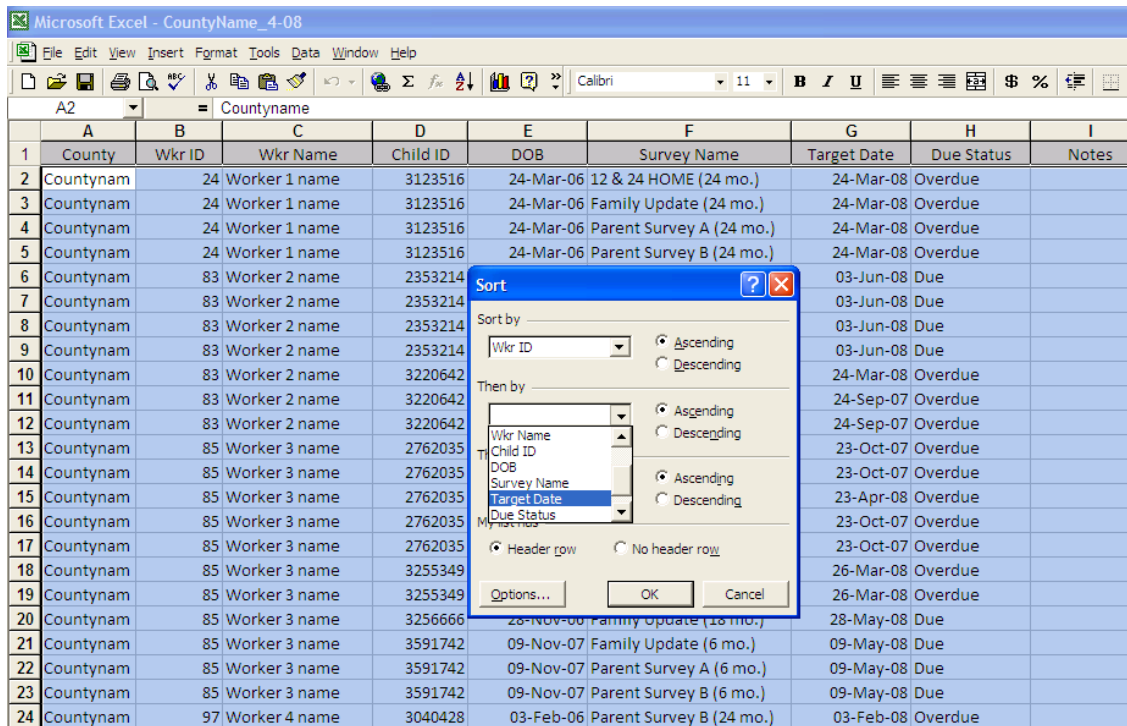 Microsoft Excel - CountyName_4-08
File Edit View Insert Format Tools Data Window Help
ABC Σ fx Calibri 11 B I U $ %
A2 = Countyname
A B C D E F G H I
1 County Wkr ID Wkr Name Child ID DOB Survey Name Target Date Due Status Notes
2 Countynam 24 Worker 1 name 3123516 24-Mar-06 12 & 24 HOME (24 mo.) 24-Mar-08 Overdue
3 Countynam 24 Worker 1 name 3123516 24-Mar-06 Family Update (24 mo.) 24-Mar-08 Overdue
4 Countynam 24 Worker 1 name 3123516 24-Mar-06 Parent Survey A (24 mo.) 24-Mar-08 Overdue
5 Countynam 24 Worker 1 name 3123516 24-Mar-06 Parent Survey B (24 mo.) 24-Mar-08 Overdue
6 Countynam 83 Worker 2 name 2353214 03-Jun-08 Due
7 Countynam 83 Worker 2 name 2353214 03-Jun-08 Due
8 Countynam 83 Worker 2 name 2353214 03-Jun-08 Due
9 Countynam 83 Worker 2 name 2353214 03-Jun-08 Due
10 Countynam 83 Worker 2 name 3220642 24-Mar-08 Overdue
11 Countynam 83 Worker 2 name 3220642 24-Sep-07 Overdue
12 Countynam 83 Worker 2 name 3220642 24-Sep-07 Overdue
13 Countynam 85 Worker 3 name 2762035 23-Oct-07 Overdue
14 Countynam 85 Worker 3 name 2762035 23-Oct-07 Overdue
15 Countynam 85 Worker 3 name 2762035 23-Apr-08 Overdue
16 Countynam 85 Worker 3 name 2762035 23-Oct-07 Overdue
17 Countynam 85 Worker 3 name 2762035 23-Oct-07 Overdue
18 Countynam 85 Worker 3 name 3255349 26-Mar-08 Overdue
19 Countynam 85 Worker 3 name 3255349 26-Mar-08 Overdue
20 Countynam 85 Worker 3 name 3256666 28-Nov-06 Family Update (18 mo.) 28-May-08 Due
21 Countynam 85 Worker 3 name 3591742 09-Nov-07 Family Update (6 mo.) 09-May-08 Due
22 Countynam 85 Worker 3 name 3591742 09-Nov-07 Parent Survey A (6 mo.) 09-May-08 Due
23 Countynam 85 Worker 3 name 3591742 09-Nov-07 Parent Survey B (6 mo.) 09-May-08 Due
24 Countynam 97 Worker 4 name 3040428 03-Feb-06 Parent Survey B (24 mo.) 03-Feb-08 Overdue
Sort ?
Sort by
Wkr ID Ascending
Descending
Then by
Ascending
Descending
Wkr Name
Child ID
DOB
Survey Name
Target Date
Due Status
Ascending
Descending
Header row No header row
Options... OK Cancel